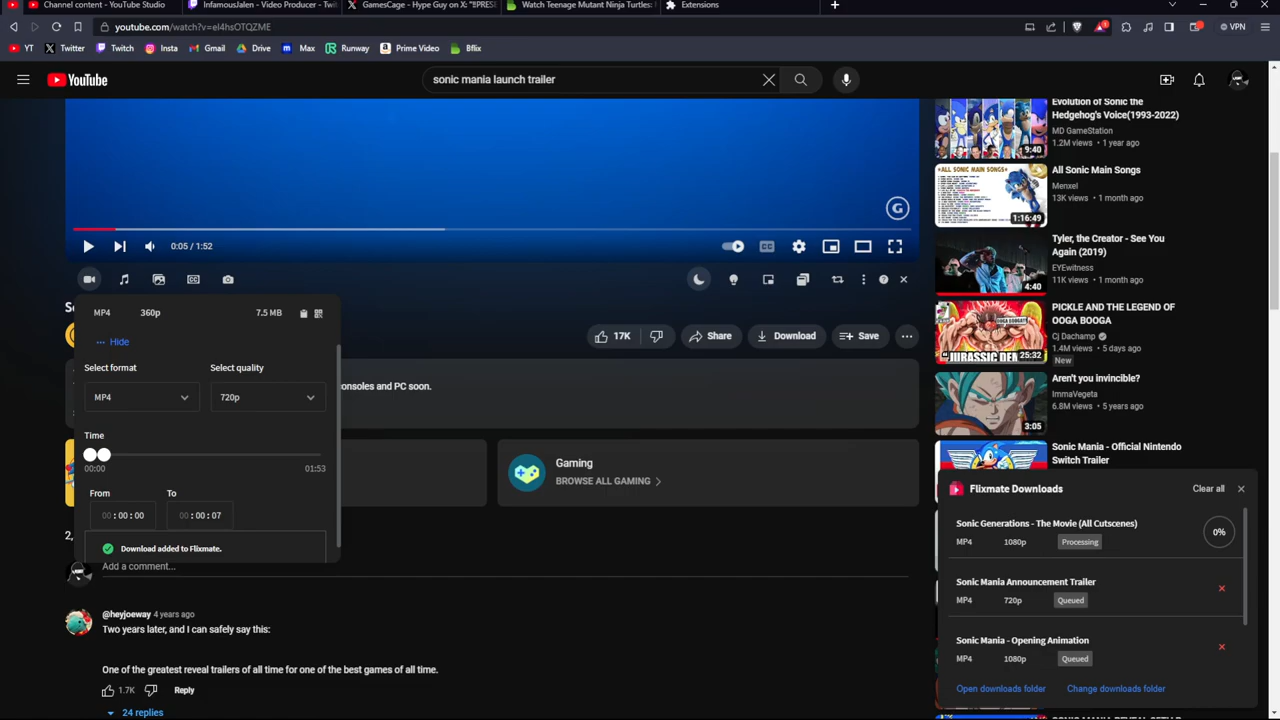 Channel content - YouTube Studio
InfamousJalen - Video Producer - Twit
GamesCage - Hype Guy on X: "@PRES
Watch Teenage Mutant Ninja Turtles:
Extensions
youtube.com/watch?v=eI4hsOTQZME
VPN
YT
Twitter
Twitch
Insta
Gmail
Drive
Max
Runway
Prime Video
Bflix
YouTube
sonic mania launch trailer
0:05 / 1:52
CC
MP4 360p 7.5 MB
Hide
Select format Select quality
MP4 720p
Time
00:00 01:53
From To
00:00:00 00:00:07
Download added to Flixmate.
17K
Share
Download
Save
onsoles and PC soon.
Gaming
BROWSE ALL GAMING
2,
Add a comment...
@heyjoeway 4 years ago
Two years later, and I can safely say this:
One of the greatest reveal trailers of all time for one of the best games of all time.
1.7K Reply
24 replies
Evolution of Sonic the
Hedgehog's Voice(1993-2022)
MD GameStation
1.2M views • 1 year ago
9:40
All Sonic Main Songs
Menxel
13K views • 1 month ago
1:16:49
Tyler, the Creator - See You
Again (2019)
EYEwitness
11K views • 1 month ago
4:40
PICKLE AND THE LEGEND OF
OOGA BOOGA
Cj Dachamp
1.4M views • 5 days ago
New
25:32
Aren't you invincible?
ImmaVegeta
6.8M views • 5 years ago
3:05
Sonic Mania - Official Nintendo
Switch Trailer
Flixmate Downloads
Clear all
Sonic Generations - The Movie (All Cutscenes)
MP4 1080p Processing
0%
Sonic Mania Announcement Trailer
MP4 720p Queued
Sonic Mania - Opening Animation
MP4 1080p Queued
Open downloads folder Change downloads folder